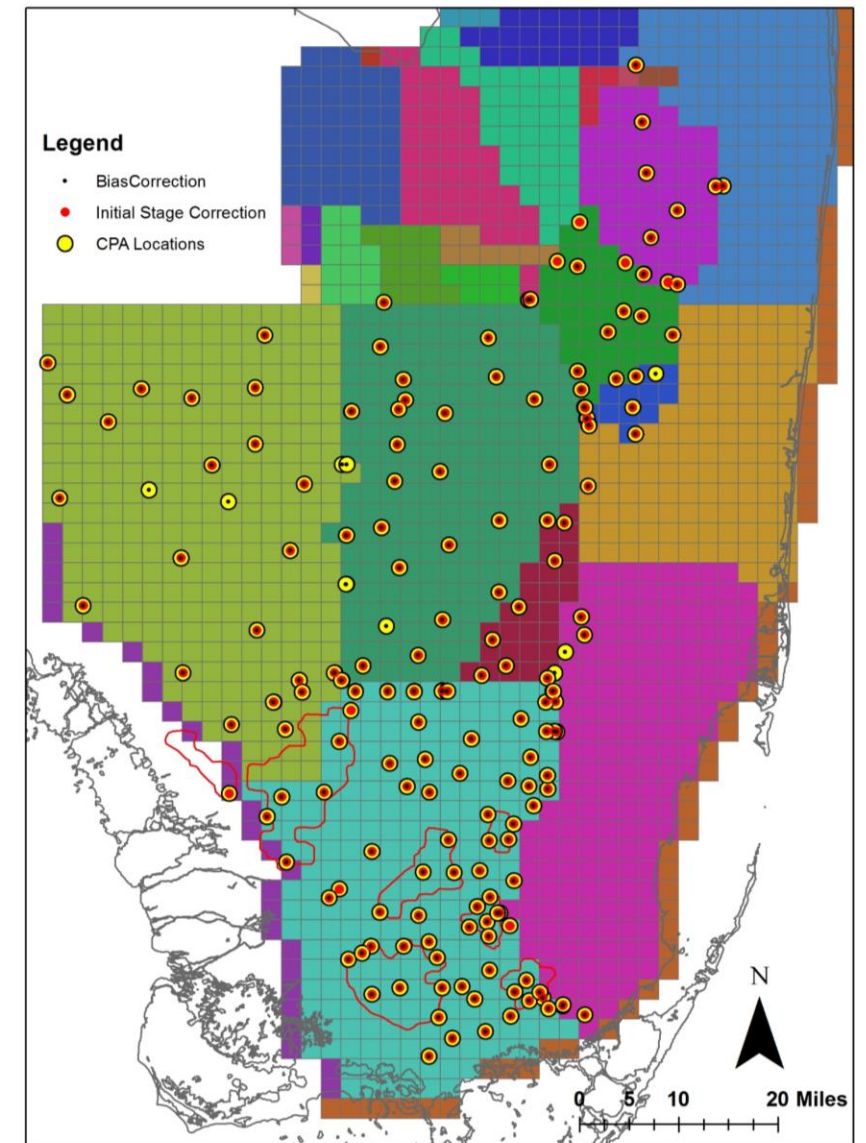 Legend
BiasCorrection
Initial Stage Correction
CPA Locations
N
0 5 10 20 Miles